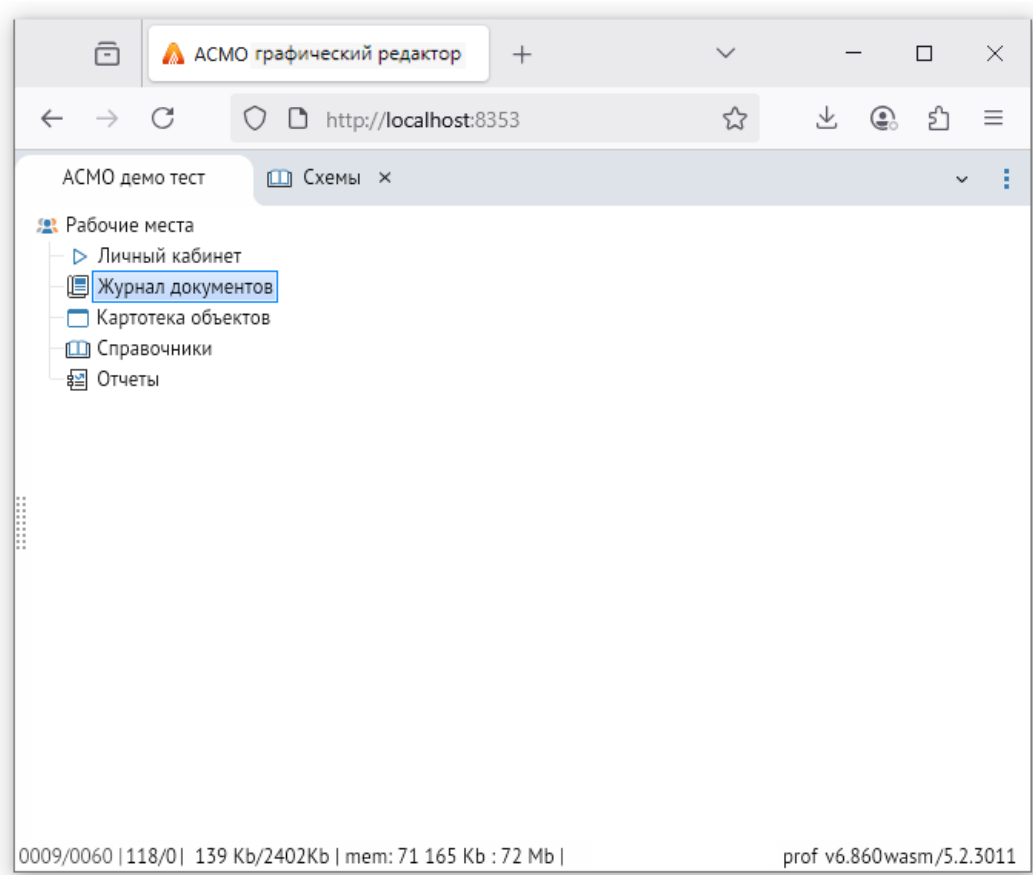 АСМО графический редактор
http://localhost:8353
АСМО демо тест Схемы
Рабочие места
Личный кабинет
Журнал документов
Картотека объектов
Справочники
Отчеты
0009/0060 |118/0| 139 Kb/2402Kb | mem: 71 165 Kb : 72 Mb | prof v6.860wasm/5.2.3011